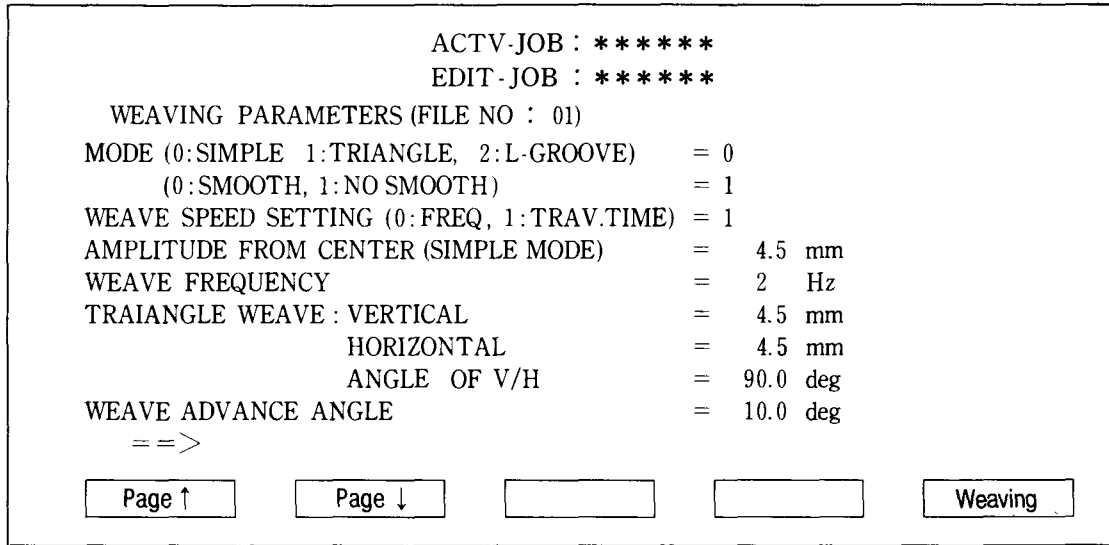 ACTV-JOB : ******
EDIT-JOB : ******
WEAVING PARAMETERS (FILE NO : 01)
MODE (0:SIMPLE 1:TRIANGLE, 2:L-GROOVE) = 0
(0:SMOOTH, 1:NO SMOOTH) = 1
WEAVE SPEED SETTING (0:FREQ, 1:TRAV.TIME) = 1
AMPLITUDE FROM CENTER (SIMPLE MODE) = 4.5 mm
WEAVE FREQUENCY = 2 Hz
TRAIANGLE WEAVE : VERTICAL = 4.5 mm
HORIZONTAL = 4.5 mm
ANGLE OF V/H = 90.0 deg
WEAVE ADVANCE ANGLE = 10.0 deg
==>
Page ↑ Page ↓ Weaving